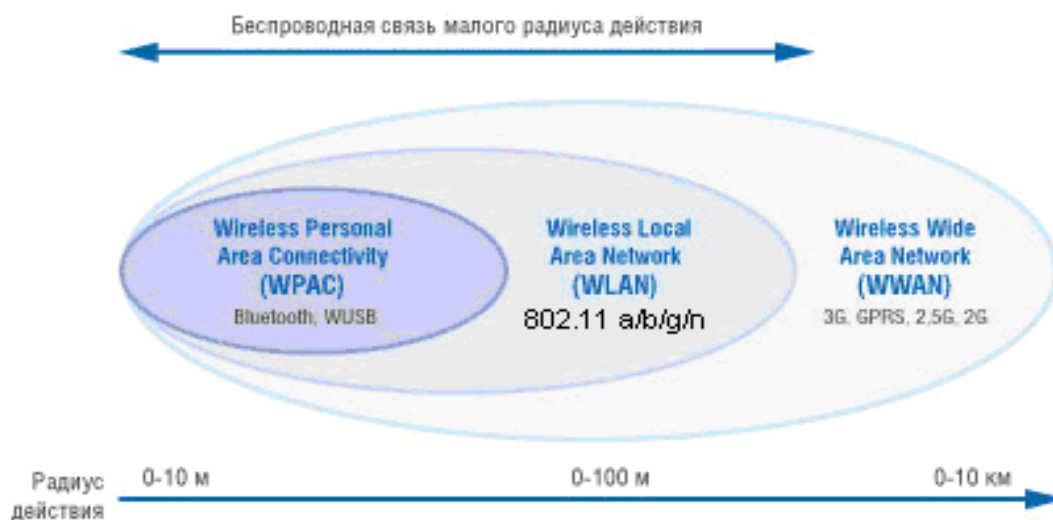 Беспроводная связь малого радиуса действия
Wireless Personal
Area Connectivity
(WPAC)
Bluetooth, WUSB
Wireless Local
Area Network
(WLAN)
802.11 a/b/g/n
Wireless Wide
Area Network
(WWAN)
3G, GPRS, 2,5G, 2G
Радиус
действия
0-10 м
0-100 м
0-10 км